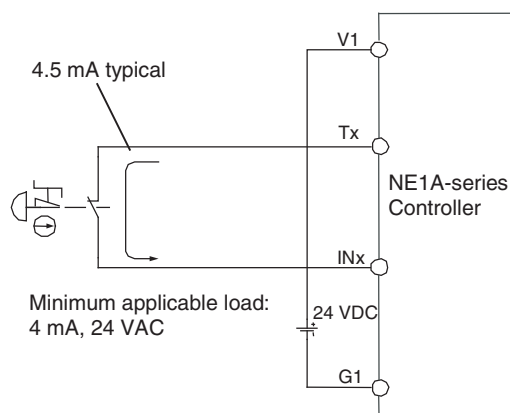 V1
4.5 mA typical
Tx
NE1A-series
Controller
INx
Minimum applicable load:
4 mA, 24 VAC
24 VDC
G1